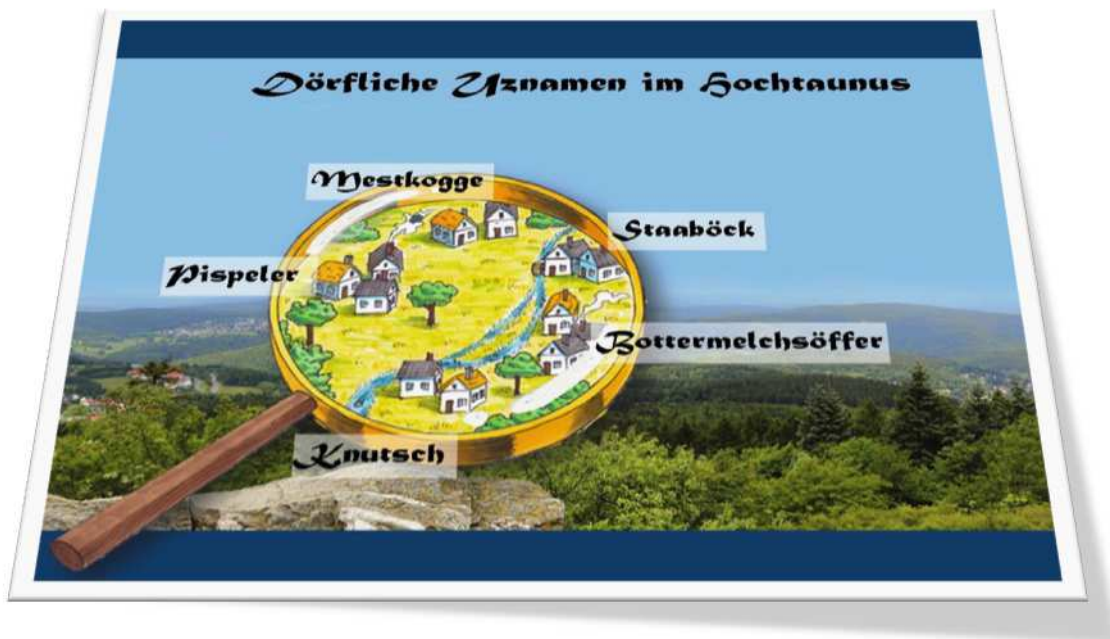 Dörfliche Uznamen im Hochtaunus
Mestkogge
Staaböck
Pispeler
Bottermelchsöffer
Knutsch